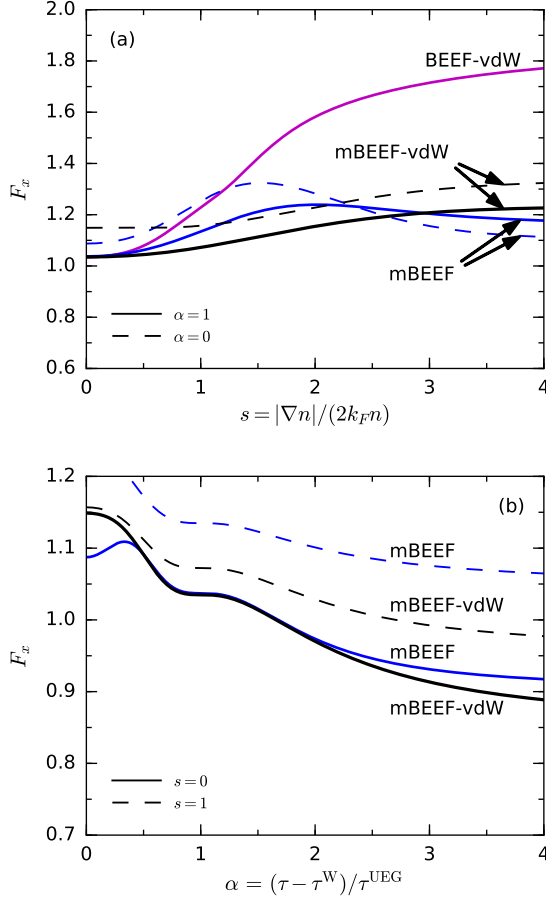 2.0
(a)
BEEF-vdW
1.8
1.6
mBEEF-vdW
1.4
F_x
1.2
1.0
mBEEF
0.8
α = 1
α = 0
0.6
0 1 2 3 4
s = |∇n|/(2k_F n)
1.2
(b)
1.1
mBEEF
mBEEF-vdW
1.0
F_x
mBEEF
0.9
mBEEF-vdW
0.8
s = 0
s = 1
0.7
0 1 2 3 4
α = (τ − τ^W)/τ^UEG